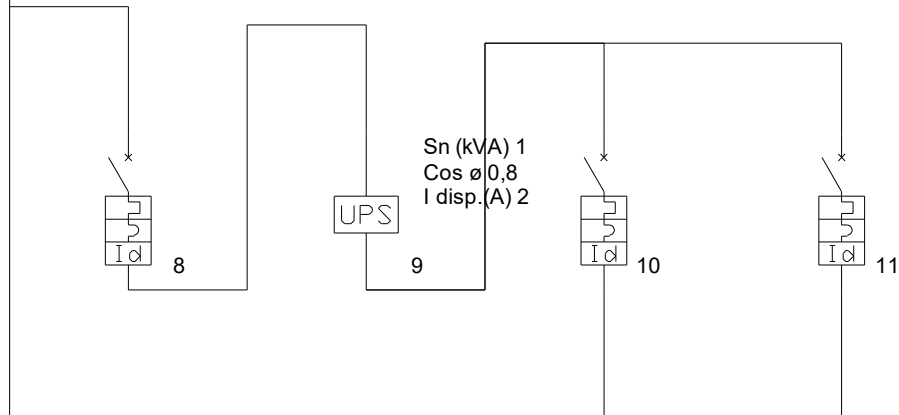 Sn (kVA) 1
Cos ø 0,8
I disp.(A) 2
UPS
Id
8
9
Id
10
Id
11